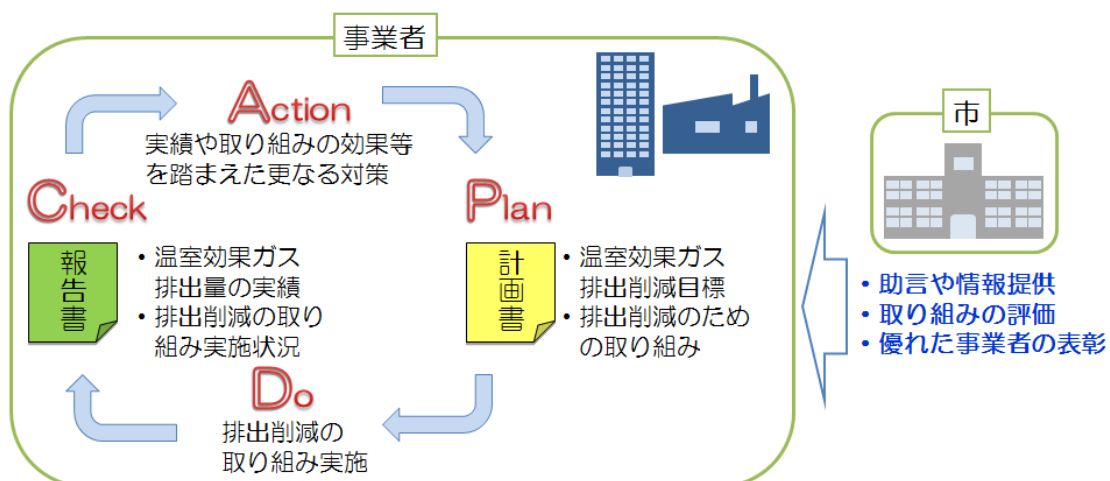 事業者
Action
実績や取り組みの効果等
を踏まえた更なる対策
Check
報告書
・温室効果ガス
排出量の実績
・排出削減の取り
組み実施状況
Plan
計画書
・温室効果ガス
排出削減目標
・排出削減のため
の取り組み
Do
排出削減の
取り組み実施
市
・助言や情報提供
・取り組みの評価
・優れた事業者の表彰